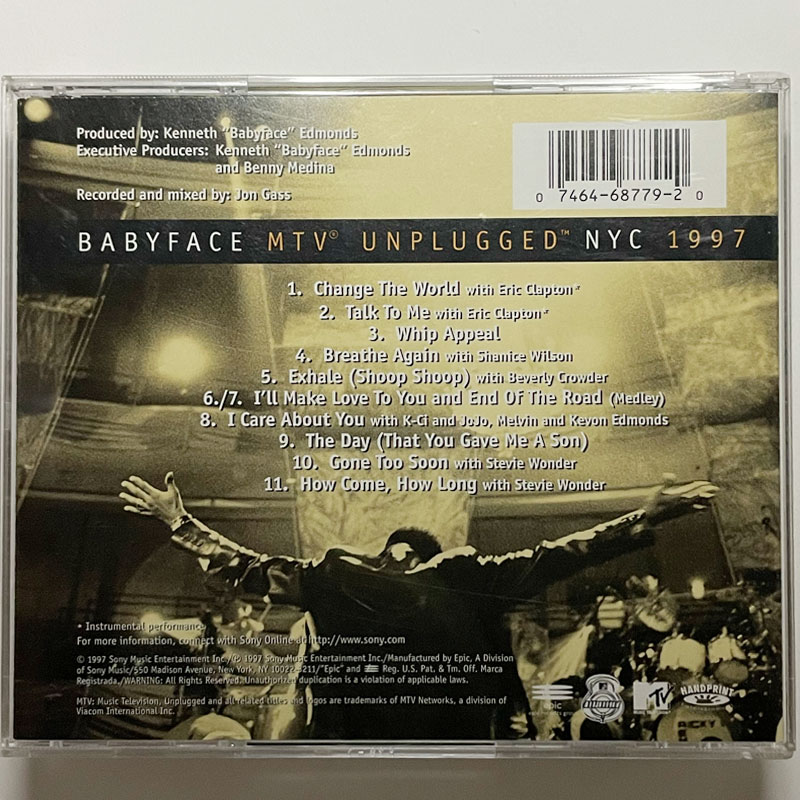 Produced by: Kenneth "Babyface" Edmonds
Executive Producers: Kenneth "Babyface" Edmonds
and Benny Medina
Recorded and mixed by: Jon Gass
0 7464-68779-2 0
BABYFACE MTV® UNPLUGGED™ NYC 1997
1. Change The World with Eric Clapton*
2. Talk To Me with Eric Clapton*
3. Whip Appeal
4. Breathe Again with Shanice Wilson
5. Exhale (Shoop Shoop) with Beverly Crowder
6./7. I'll Make Love To You and End Of The Road (Medley)
8. I Care About You with K-Ci and JoJo, Melvin and Kevon Edmonds
9. The Day (That You Gave Me A Son)
10. Gone Too Soon with Stevie Wonder
11. How Come, How Long with Stevie Wonder
* Instrumental performance
For more information, connect with Sony Online at http://www.sony.com
© 1997 Sony Music Entertainment Inc./℗ 1997 Sony Music Entertainment Inc./Manufactured by Epic, A Division
of Sony Music/550 Madison Avenue, New York, NY 10022-3211/"Epic" and Reg. U.S. Pat. & Tm. Off. Marca
Registrada./WARNING: All Rights Reserved. Unauthorized duplication is a violation of applicable laws.
MTV: Music Television, Unplugged and all related titles and logos are trademarks of MTV Networks, a division of
Viacom International Inc.
epic
MTV
HANDPRINT
RICKY